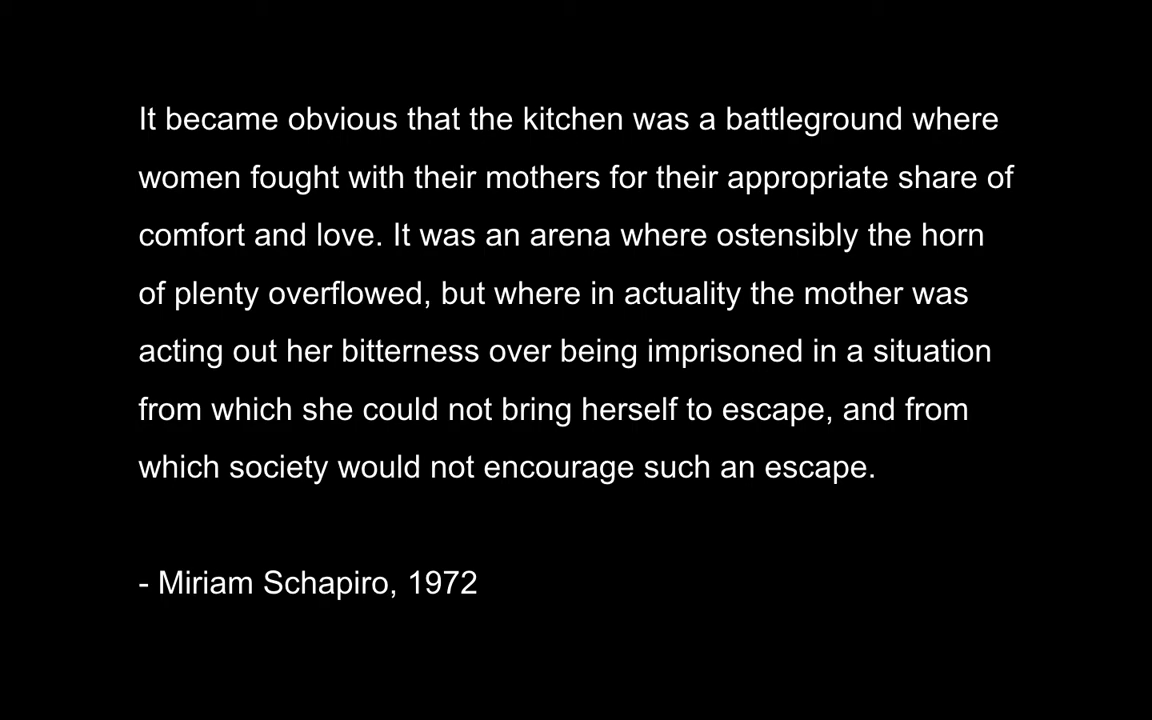 It became obvious that the kitchen was a battleground where
women fought with their mothers for their appropriate share of
comfort and love. It was an arena where ostensibly the horn
of plenty overflowed, but where in actuality the mother was
acting out her bitterness over being imprisoned in a situation
from which she could not bring herself to escape, and from
which society would not encourage such an escape.
- Miriam Schapiro, 1972